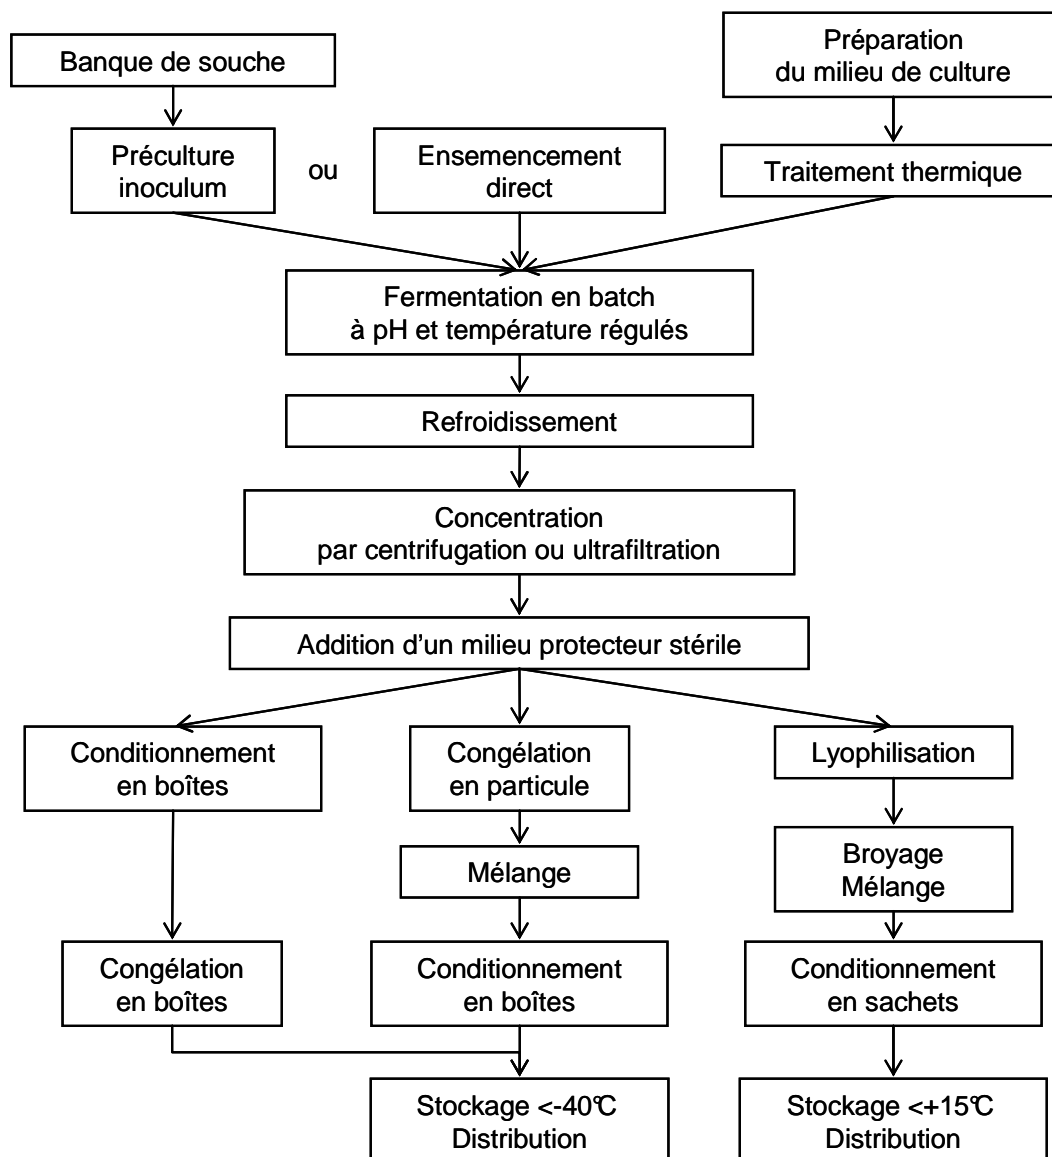 Banque de souche
Préparation
du milieu de culture
Préculture
inoculum
ou
Ensemencement
direct
Traitement thermique
Fermentation en batch
à pH et température régulés
Refroidissement
Concentration
par centrifugation ou ultrafiltration
Addition d'un milieu protecteur stérile
Conditionnement
en boîtes
Congélation
en particule
Lyophilisation
Mélange
Broyage
Mélange
Congélation
en boîtes
Conditionnement
en boîtes
Conditionnement
en sachets
Stockage <-40°C
Distribution
Stockage <+15°C
Distribution